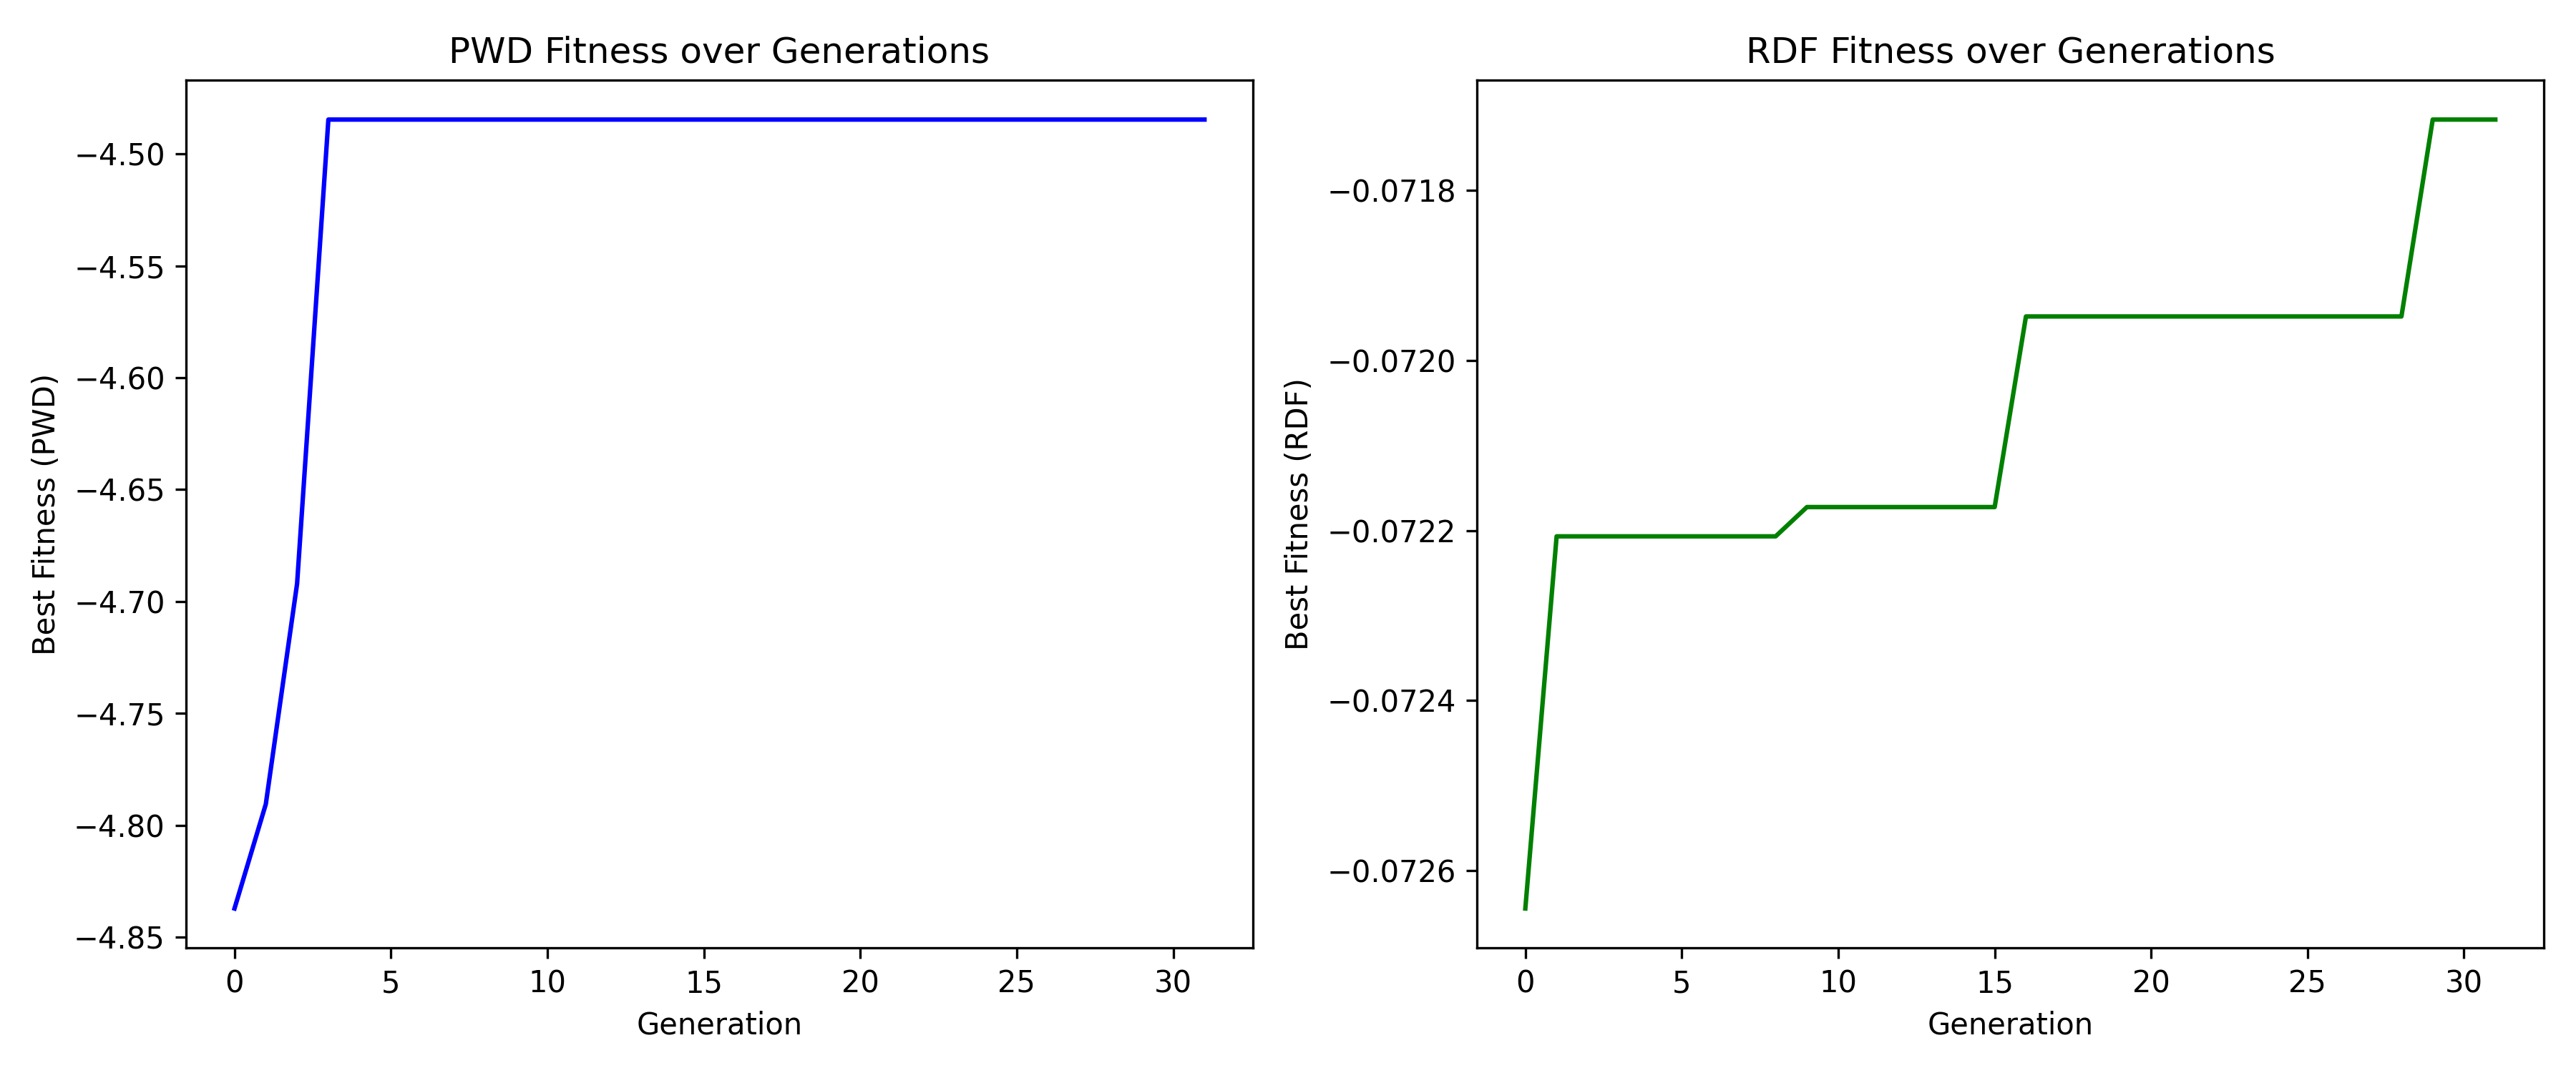 PWD Fitness over Generations
Best Fitness (PWD)
−4.50
−4.55
−4.60
−4.65
−4.70
−4.75
−4.80
−4.85
0 5 10 15 20 25 30
Generation
RDF Fitness over Generations
Best Fitness (RDF)
−0.0718
−0.0720
−0.0722
−0.0724
−0.0726
0 5 10 15 20 25 30
Generation